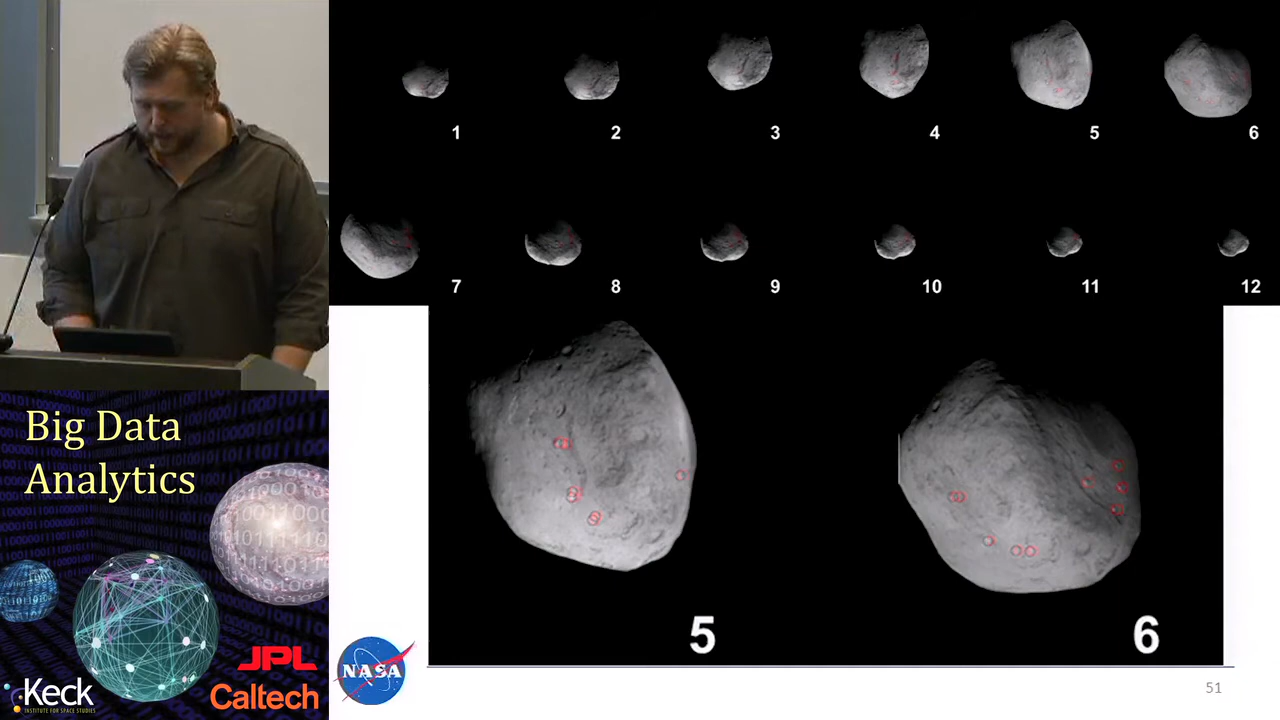 1 2 3 4 5 6
7 8 9 10 11 12
5 6
Big Data
Analytics
JPL
Keck
INSTITUTE FOR SPACE STUDIES
Caltech
NASA
51